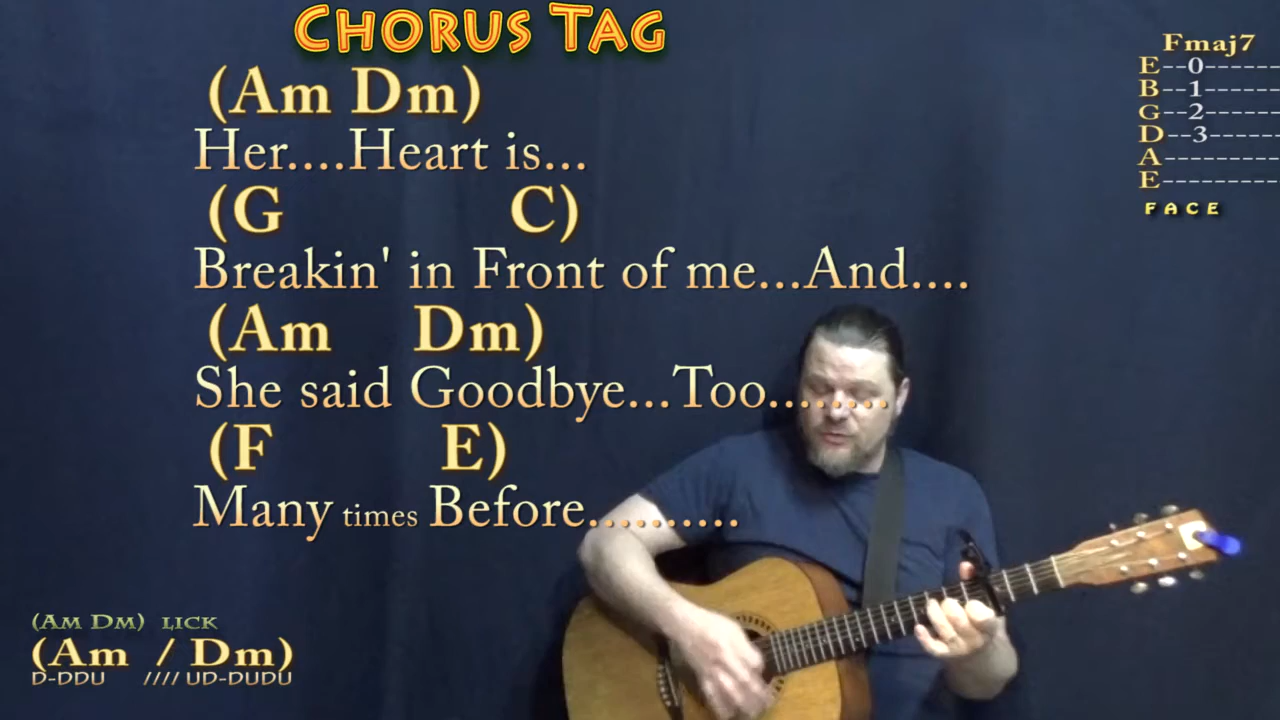 CHORUS TAG
(Am Dm)
Her....Heart is...
(G C)
Breakin' in Front of me...And....
(Am Dm)
She said Goodbye...Too........
(F E)
Many times Before..........
Fmaj7
E--0------
B--1------
G--2------
D--3------
A----------
E----------
F A C E
(Am Dm) LICK
(Am / Dm)
D-DDU //// UD-DUDU